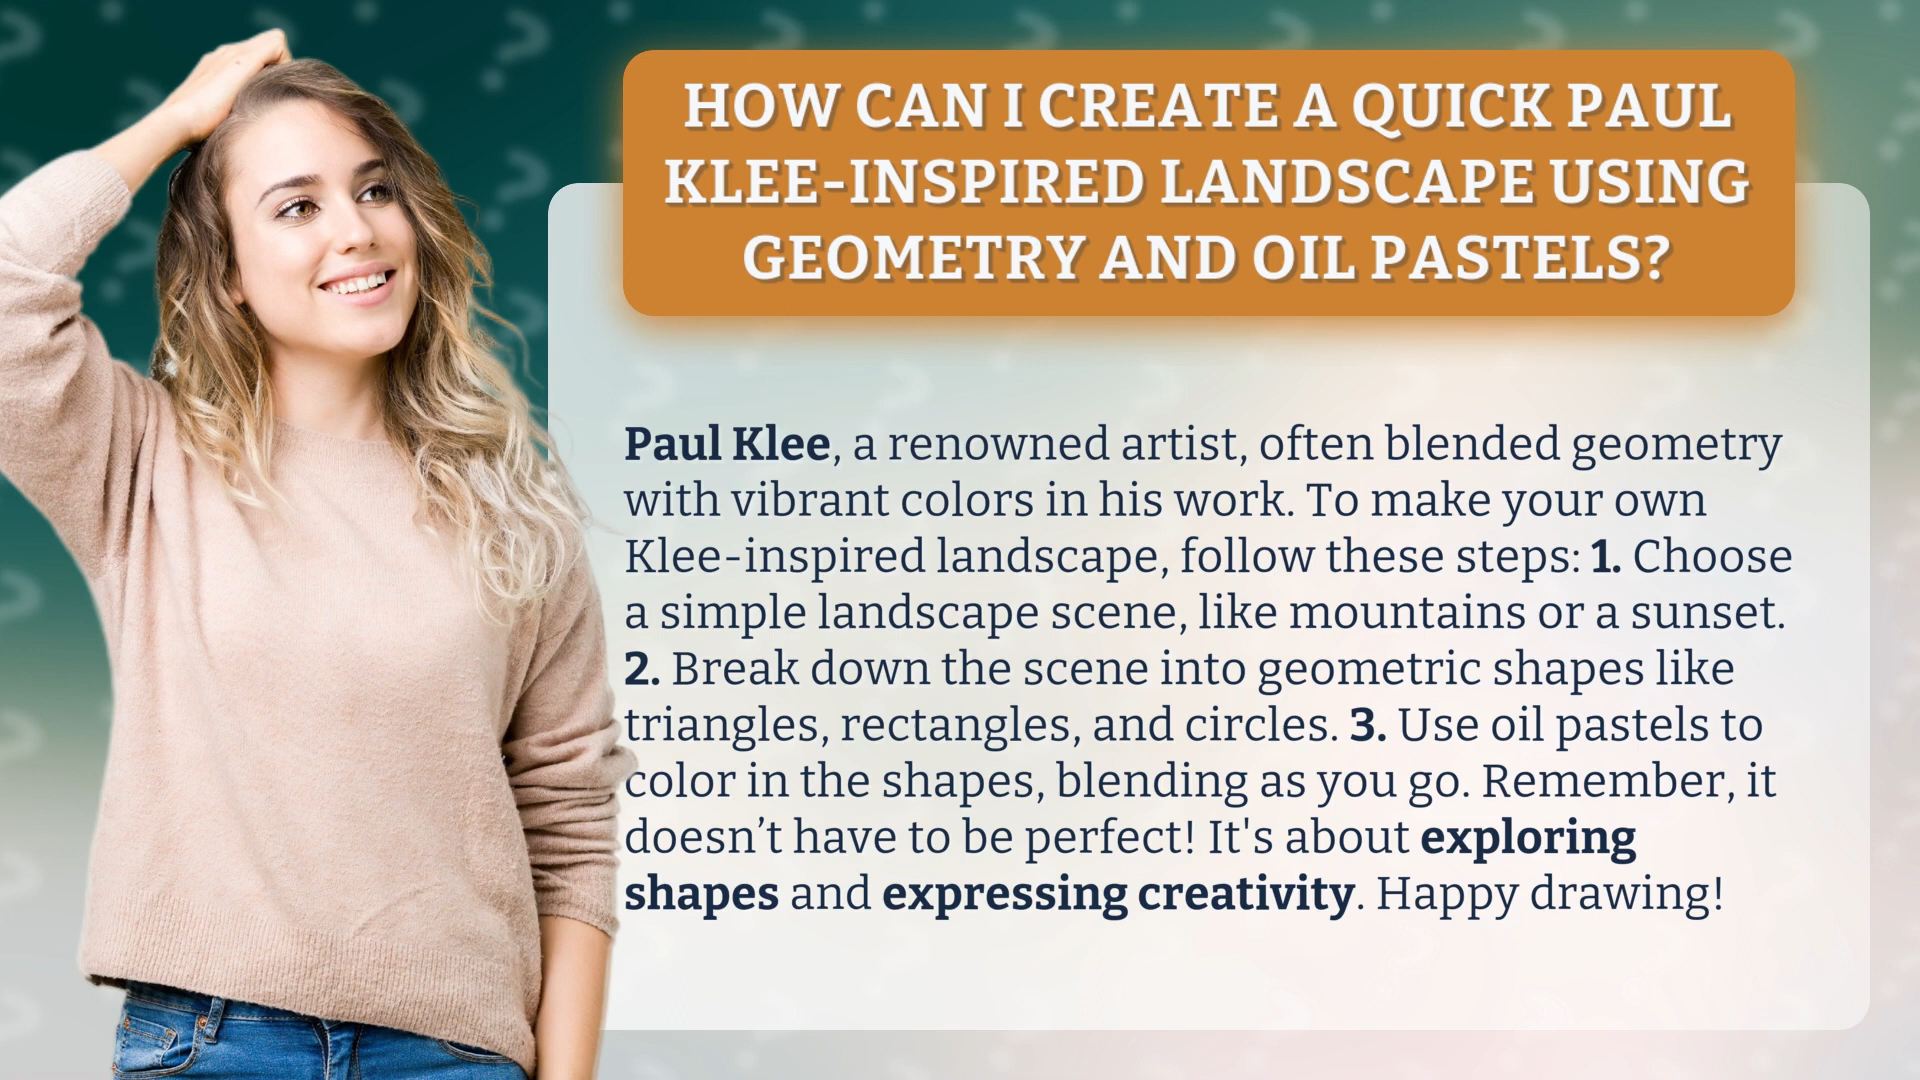 HOW CAN I CREATE A QUICK PAUL
KLEE-INSPIRED LANDSCAPE USING
GEOMETRY AND OIL PASTELS?
Paul Klee, a renowned artist, often blended geometry
with vibrant colors in his work. To make your own
Klee-inspired landscape, follow these steps: 1. Choose
a simple landscape scene, like mountains or a sunset.
2. Break down the scene into geometric shapes like
triangles, rectangles, and circles. 3. Use oil pastels to
color in the shapes, blending as you go. Remember, it
doesn’t have to be perfect! It's about exploring
shapes and expressing creativity. Happy drawing!